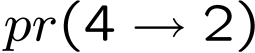 pr(4 → 2)